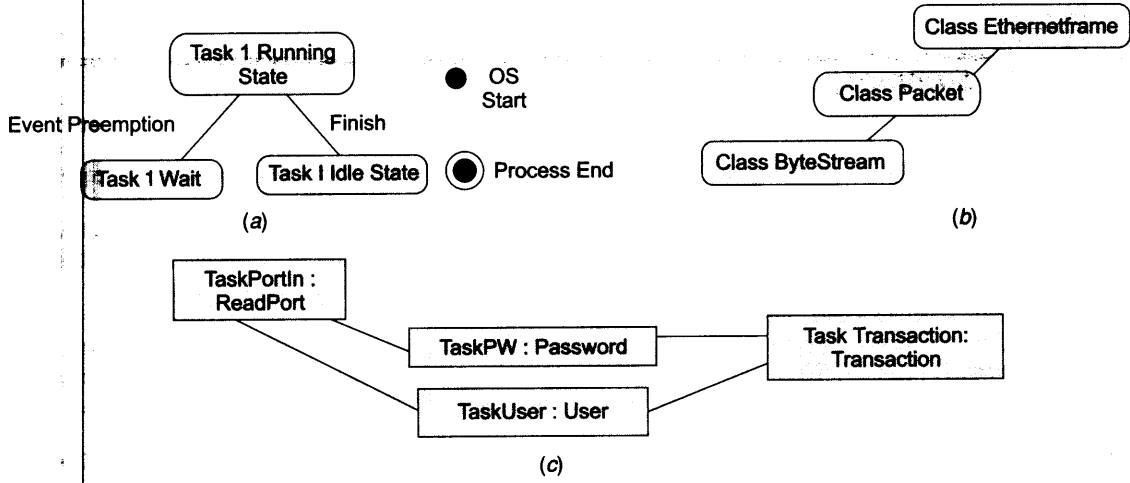 Task 1 Running
State
Event Preemption
Finish
Task 1 Wait
Task I Idle State
(a)
OS
Start
Process End
Class Ethernetframe
Class Packet
Class ByteStream
(b)
TaskPortIn :
ReadPort
TaskPW : Password
TaskUser : User
Task Transaction:
Transaction
(c)